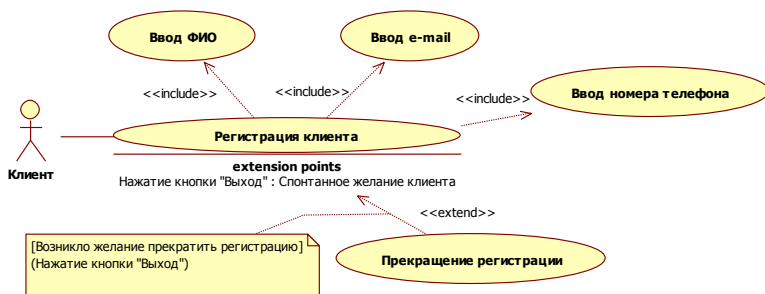 Ввод ФИО
Ввод e-mail
<<include>>
<<include>>
Ввод номера телефона
<<include>>
Регистрация клиента
Клиент
extension points
Нажатие кнопки "Выход" : Спонтанное желание клиента
<<extend>>
[Возникло желание прекратить регистрацию]
(Нажатие кнопки "Выход")
Прекращение регистрации